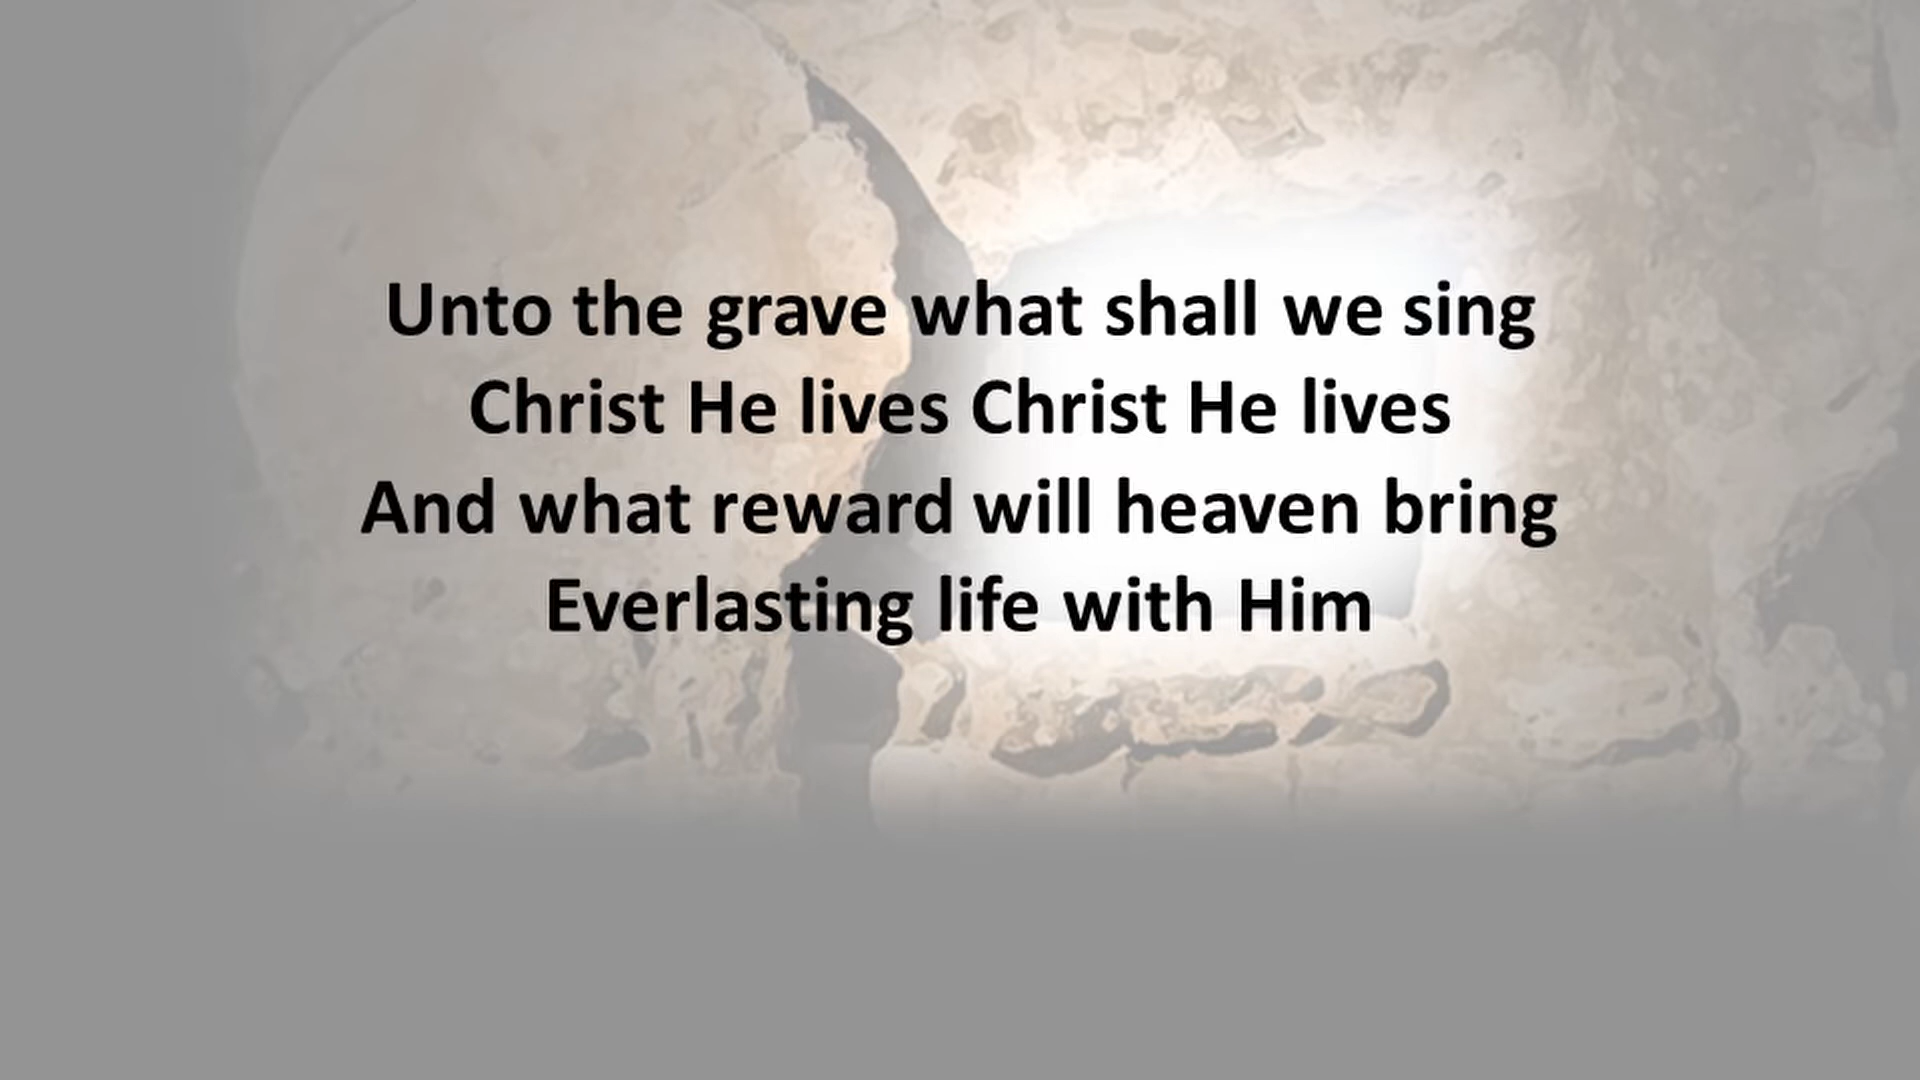 Unto the grave what shall we sing
Christ He lives Christ He lives
And what reward will heaven bring
Everlasting life with Him